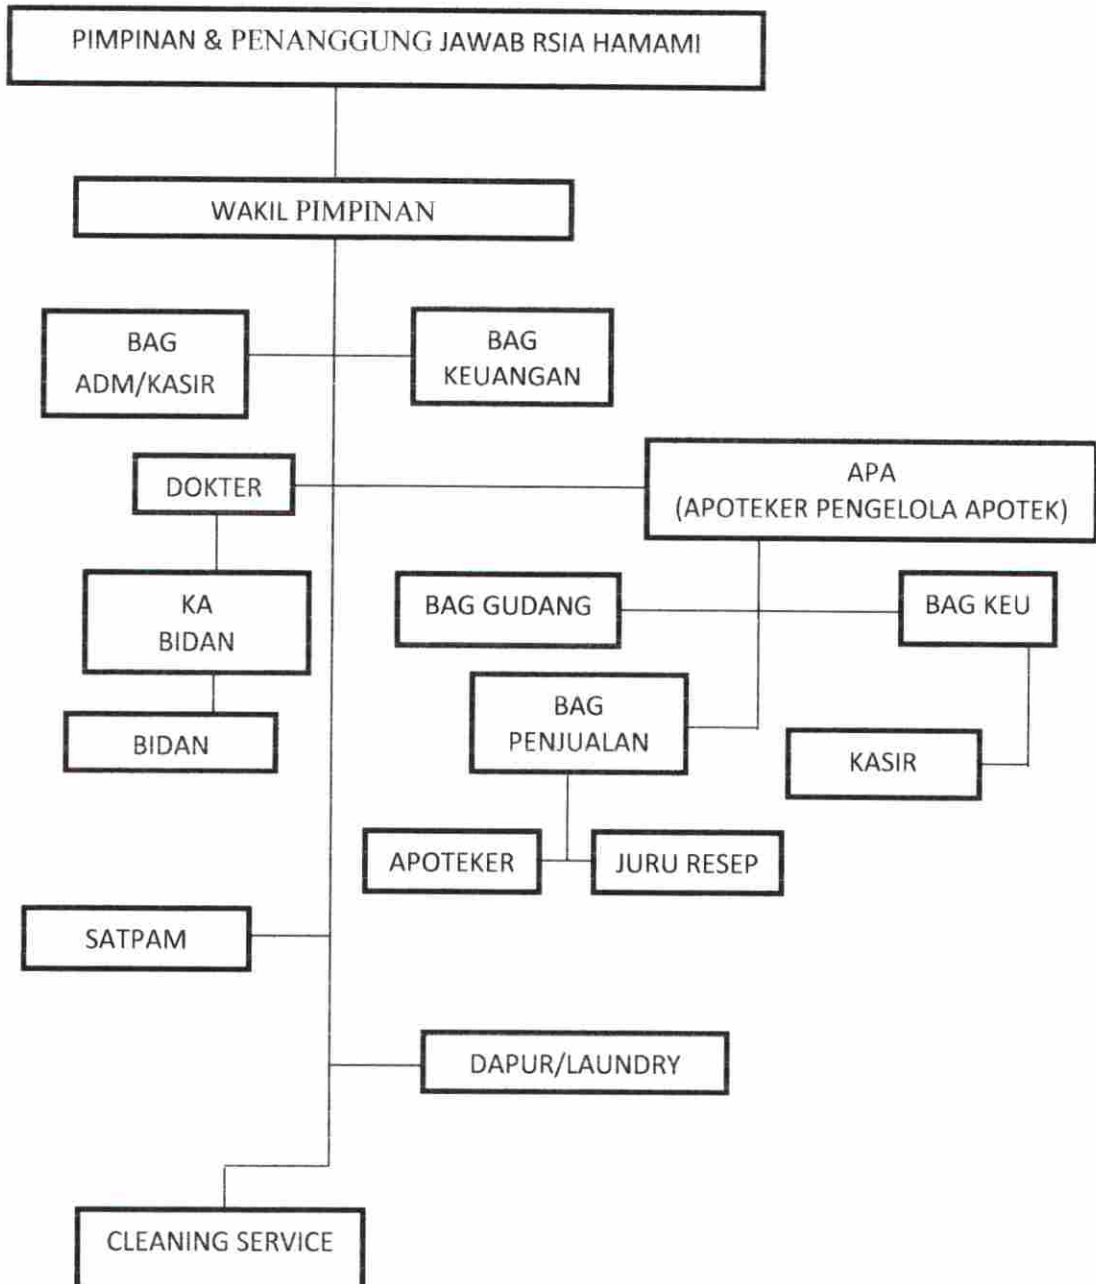 PIMPINAN & PENANGGUNG JAWAB RSIA HAMAMI
WAKIL PIMPINAN
BAG
ADM/KASIR
BAG
KEUANGAN
DOKTER
APA
(APOTEKER PENGELOLA APOTEK)
KA
BIDAN
BAG GUDANG
BAG KEU
BIDAN
BAG
PENJUALAN
KASIR
APOTEKER
JURU RESEP
SATPAM
DAPUR/LAUNDRY
CLEANING SERVICE